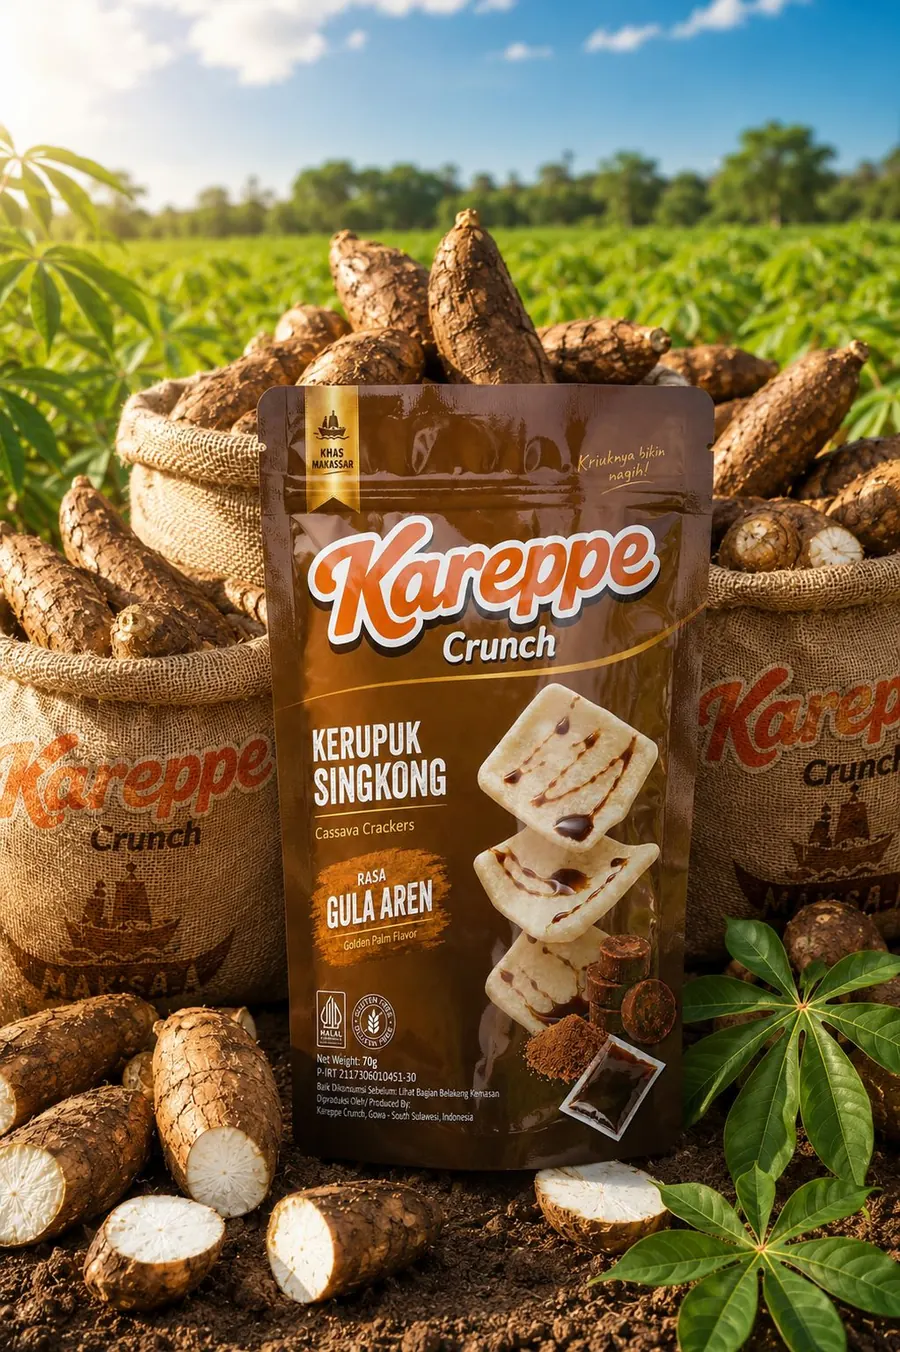 KHAS
MAKASSAR
Kriuknya bikin
nagih!
Kareppe
Crunch
KERUPUK
SINGKONG
Cassava Crackers
RASA
GULA AREN
Golden Palm Flavor
HALAL
GLUTEN FREE
Net Weight: 70g
P-IRT 2117306010451-30
Baik Dikonsumsi Sebelum: Lihat Bagian Belakang Kemasan
Diproduksi Oleh/ Produced By:
Kareppe Crunch, Gowa - South Sulawesi, Indonesia
Kareppe
Crunch
Karep
Crunch